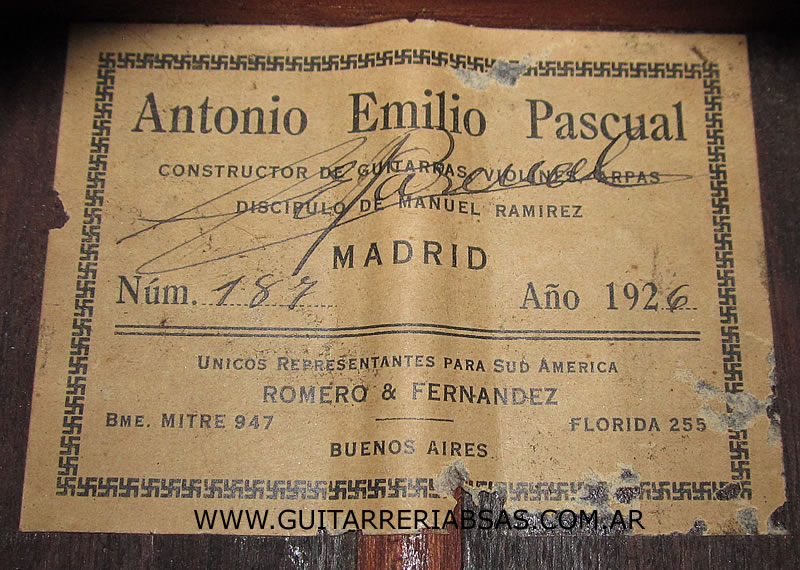 Antonio Emilio Pascual
CONSTRUCTOR DE GUITARRAS, VIOLINES, ARPAS
DISCIPULO DE MANUEL RAMIREZ
MADRID
Núm. 187 Año 1926
UNICOS REPRESENTANTES PARA SUD AMERICA
ROMERO & FERNANDEZ
BME. MITRE 947 FLORIDA 255
BUENOS AIRES
WWW.GUITARRERIABSAS.COM.AR